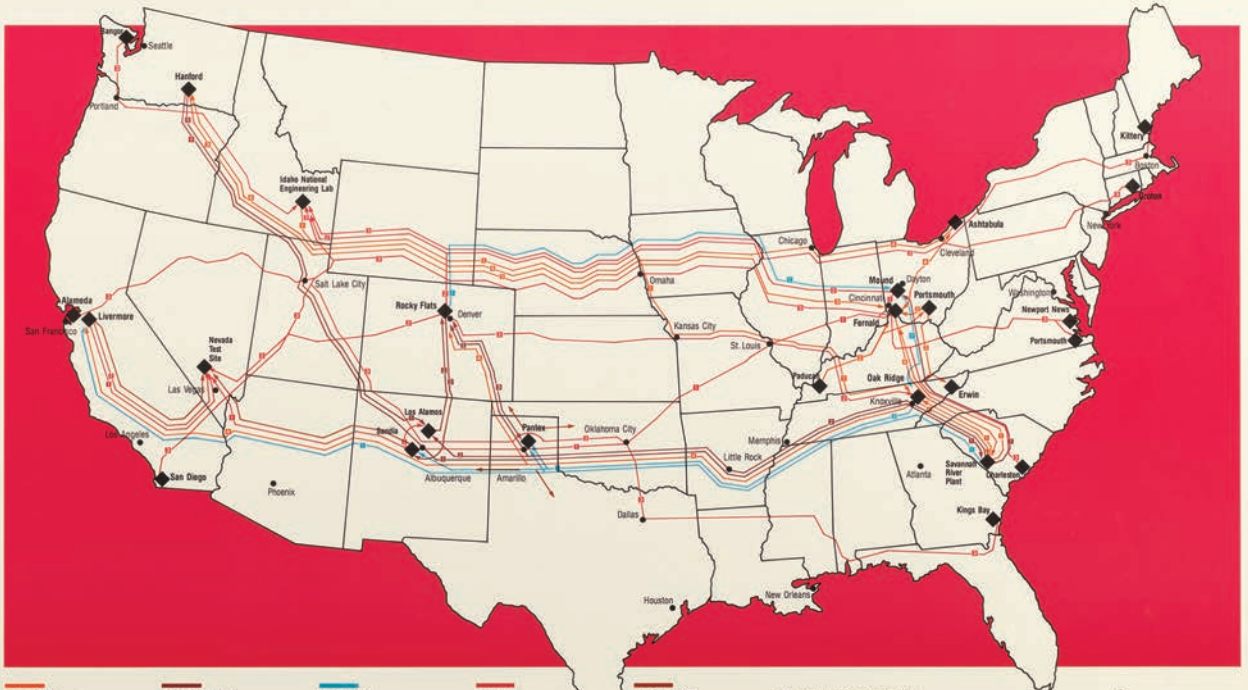 Bangor
Seattle
Hanford
Portland
Idaho National
Engineering Lab
Kittery
Boston
Groton
New York
Ashtabula
Cleveland
Chicago
Mound
Dayton
Cincinnati
Portsmouth
Fernald
Washington
Newport News
Portsmouth
Omaha
Salt Lake City
Rocky Flats
Denver
Alameda
Livermore
San Francisco
Kansas City
St. Louis
Nevada
Test
Site
Las Vegas
Paducah
Oak Ridge
Knoxville
Erwin
Los Alamos
Sandia
Pantex
Oklahoma City
Memphis
Little Rock
Los Angeles
San Diego
Phoenix
Albuquerque
Amarillo
Atlanta
Savannah
River
Plant
Charleston
Kings Bay
Dallas
Houston
New Orleans